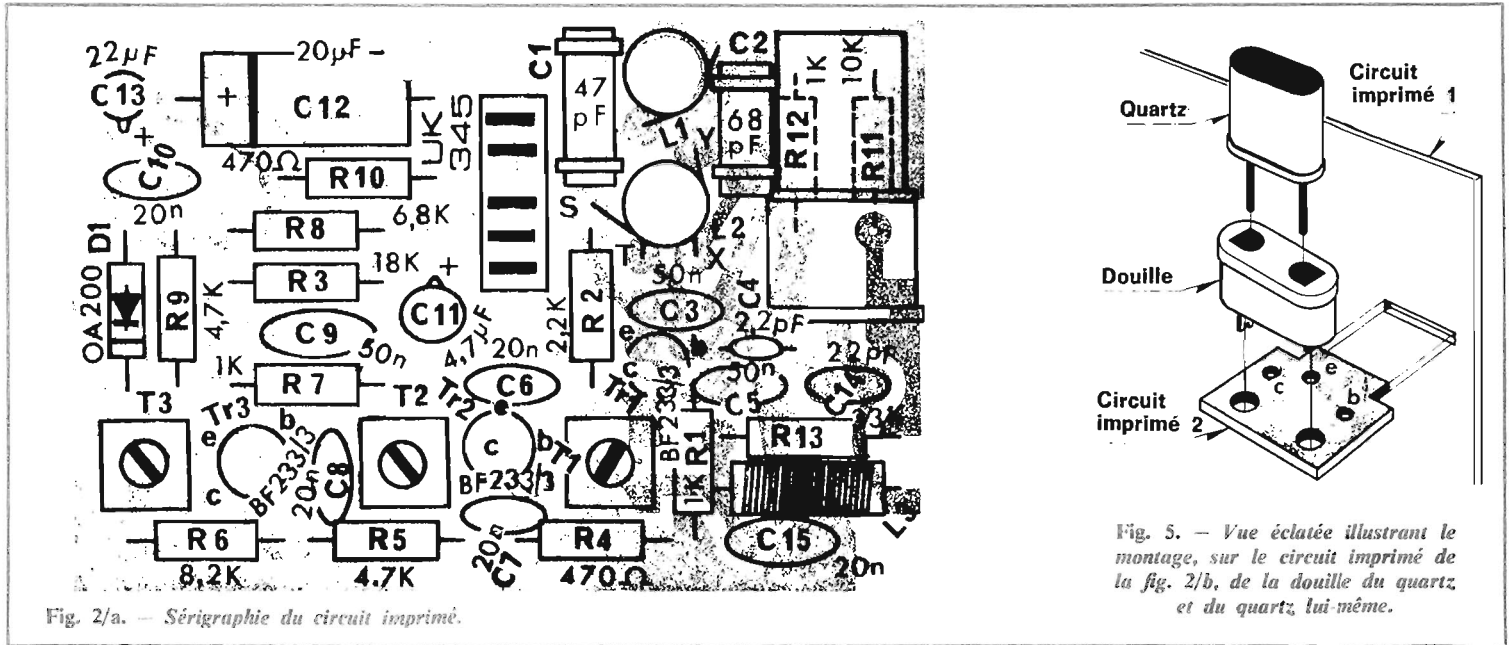 22µF
C13
+
20µF
+
C12
C1
47
pF
C2
1K
10K
68
pF
R12
R11
L1
Y
Y
UK
345
470Ω
R10
C10
20n
6,8K
R8
S
T
L2
X
D1
18K
R3
+
C11
4,7µF
50n
C3
C4
2,2pF
OA200
R9
4,7K
C9
50n
2,2K
R2
e
b
c
1K
R7
20n
C6
Tr1
BF233/3
50n
C5
22pF
C14
T3
Tr3
b
e
c
BF233/3
20n
C8
T2
Tr2
e
c
b
BF233/3
T1
R1
1K
R13
L3
R6
8,2K
R5
4.7K
20n
C7
R4
470Ω
C15
20n
Fig. 2/a. — Sérigraphie du circuit imprimé.
Quartz
Circuit
imprimé 1
Douille
Circuit
imprimé 2
e
c
b
Fig. 5. — Vue éclatée illustrant le
montage, sur le circuit imprimé de
la fig. 2/b, de la douille du quartz
et du quartz lui-même.